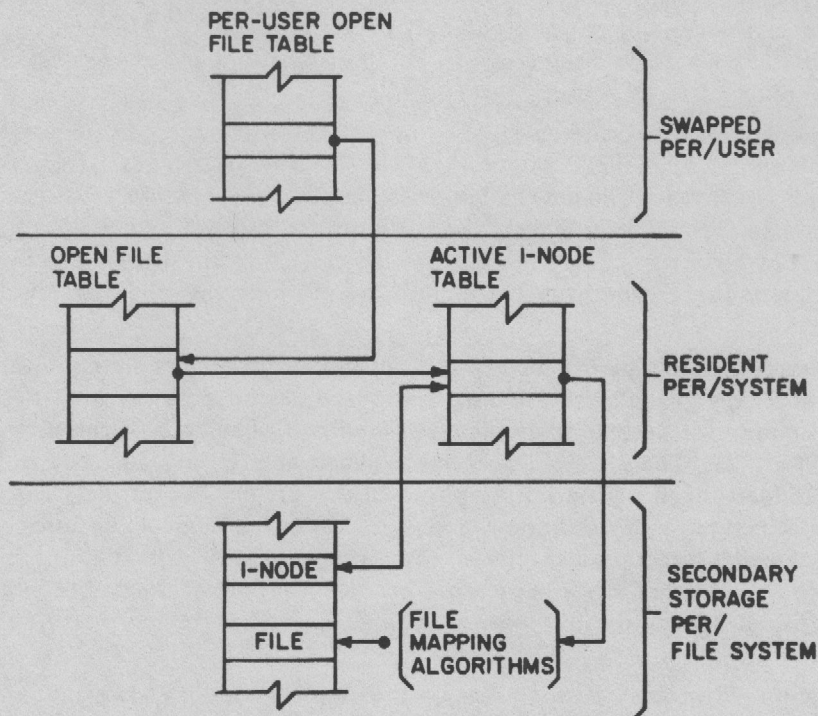 PER-USER OPEN
FILE TABLE
SWAPPED
PER/USER
OPEN FILE
TABLE
ACTIVE I-NODE
TABLE
RESIDENT
PER/SYSTEM
I-NODE
FILE
FILE
MAPPING
ALGORITHMS
SECONDARY
STORAGE
PER/
FILE SYSTEM